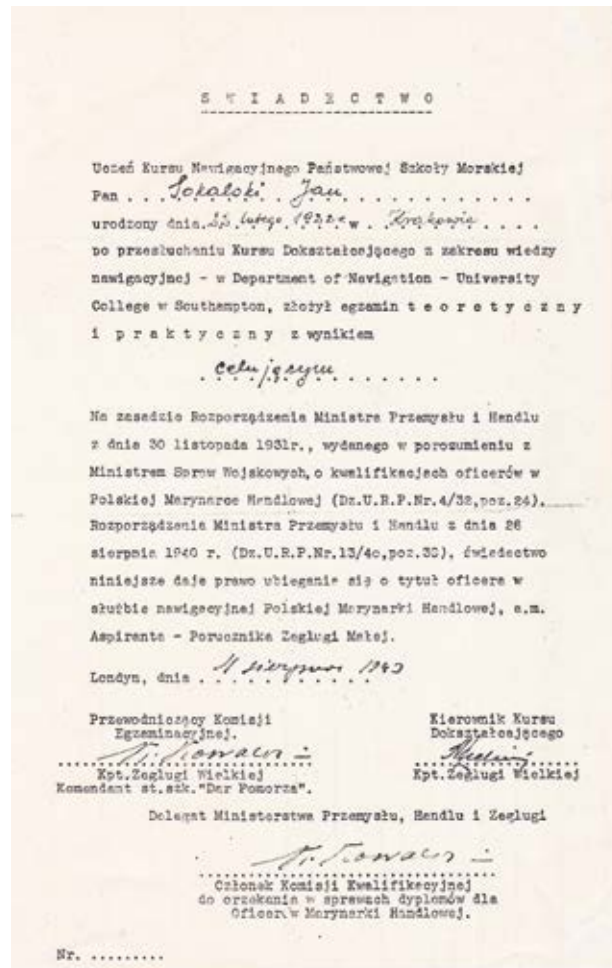 SWIADECTWO
Uczeń Kursu Nawigacyjnego Państwowej Szkoły Morskiej
Pan . . . Sokalski . Jan . . . . . . . . . . . . .
urodzony dnia. lutego w . Krakowie . . . .
po przesłuchaniu Kursu Dokształcającego z zakresu wiedzy
nawigacyjnej - w Department of Navigation - University
College w Southampton, złożył egzamin t e o r e t y c z n y
i p r a k t y c z n y z wynikiem
. celującym . . . . . . .
Na zasadzie Rozporządzenia Ministra Przemysłu i Handlu
z dnia 30 listopada 1931r., wydanego w porozumieniu z
Ministrem Spraw Wojskowych, o kwalifikacjach oficerów w
Polskiej Marynarce Handlowej (Dz.U.R.P.Nr.4/32,poz.24).
Rozporządzenia Ministra Przemysłu i Handlu z dnia 26
sierpnia 1940 r. (Dz.U.R.P.Nr.13/40,poz.38), świadectwo
niniejsze daje prawo ubiegania się o tytuł oficera w
służbie nawigacyjnej Polskiej Marynarki Handlowej, a.m.
Aspiranta - Porucznika Żeglugi Małej.
Londyn, dnia . sierpnia 1943
Przewodniczący Komisji
Egzaminacyjnej.
T. Kowalew
Kpt.Żeglugi Wielkiej
Komendant st.szk."Dar Pomorza".
Kierownik Kursu
Dokształcającego
Kpt.Żeglugi Wielkiej
Delegat Ministerstwa Przemysłu, Handlu i Żeglugi
Członek Komisji Kwalifikacyjnej
do orzekania w sprawach dyplomów dla
Oficerów Marynarki Handlowej.
Nr. .........